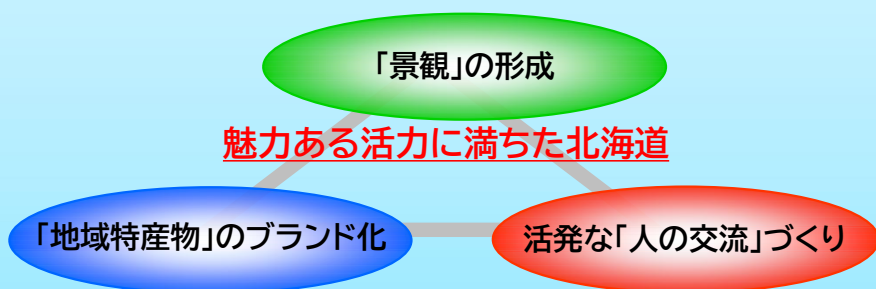 「景観」の形成
魅力ある活力に満ちた北海道
「地域特産物」のブランド化
活発な「人の交流」づくり